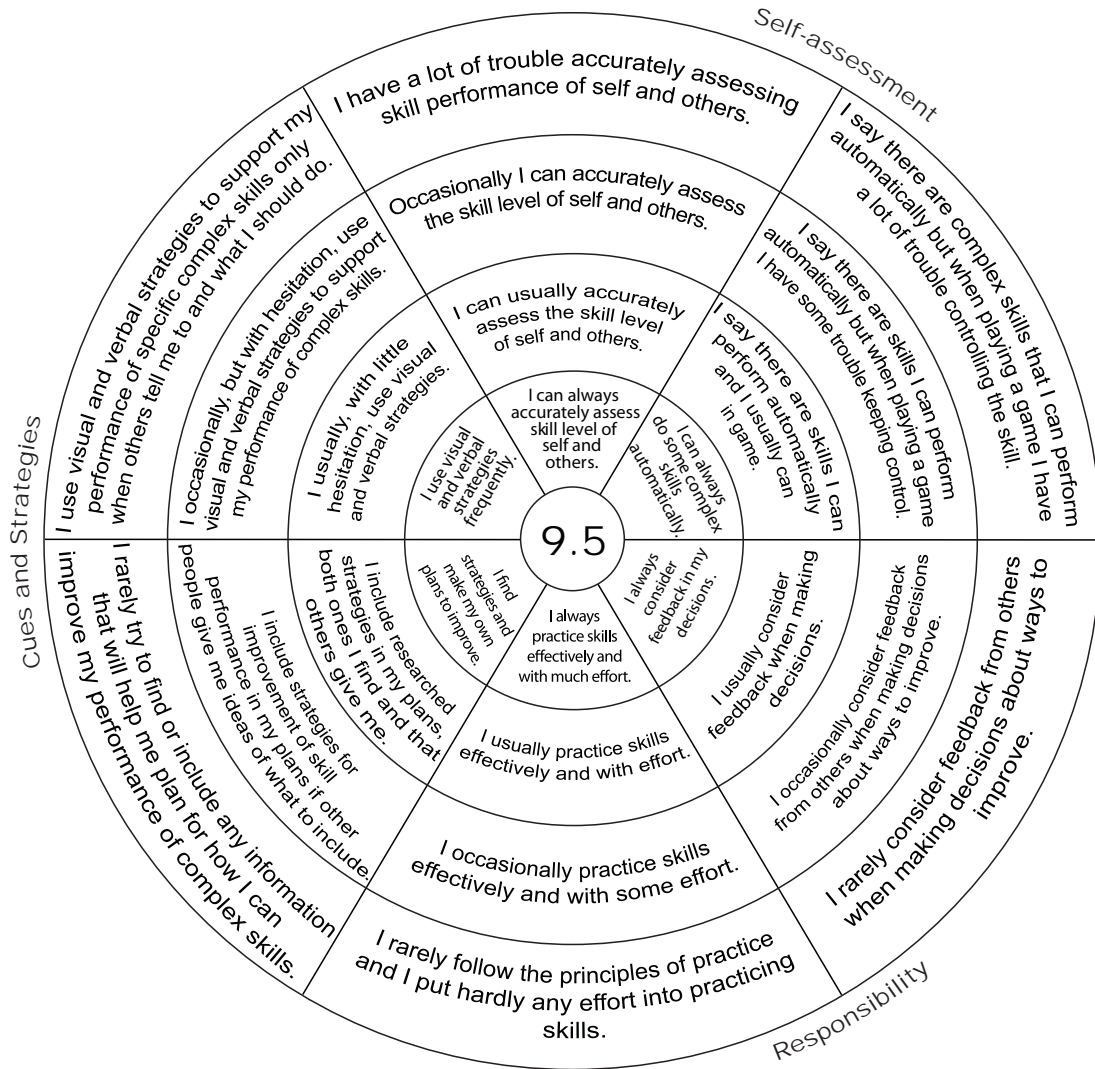 Self-assessment
I have a lot of trouble accurately assessing
skill performance of self and others.
Occasionally I can accurately assess
the skill level of self and others.
I can usually accurately
assess the skill level
of self and others.
I can always
accurately assess
skill level of
self and
others.
I say there are complex skills that I can perform
automatically but when playing a game I have
a lot of trouble controlling the skill.
I say there are skills I can perform
automatically but when playing a game
I have some trouble keeping control.
I say there are skills I can
perform automatically
and I usually can
in game.
I can always
do some complex
skills
automatically.
Responsibility
I rarely consider feedback from others
when making decisions about ways to
improve.
I occasionally consider feedback
from others when making decisions
about ways to improve.
I usually consider
feedback when making
decisions.
I always
consider
feedback in my
decisions.
I always
practice skills
effectively and
with much effort.
I usually practice skills
effectively and with effort.
I occasionally practice skills
effectively and with some effort.
I rarely follow the principles of practice
and I put hardly any effort into practicing
skills.
Cues and Strategies
I rarely try to find or include any information
that will help me plan for how I can
improve my performance of complex skills.
I include strategies for
improvement of skill
performance in my plans if other
people give me ideas of what to include.
I include researched
strategies in my plans,
both ones I find and that
others give me.
I find
strategies and
make my own
plans to improve.
I use visual and verbal strategies to support my
performance of specific complex skills only
when others tell me to and what I should do.
I occasionally, but with hesitation, use
visual and verbal strategies to support
my performance of complex skills.
I usually, with little
hesitation, use visual
and verbal strategies.
I use visual
and verbal
strategies
frequently.
9.5